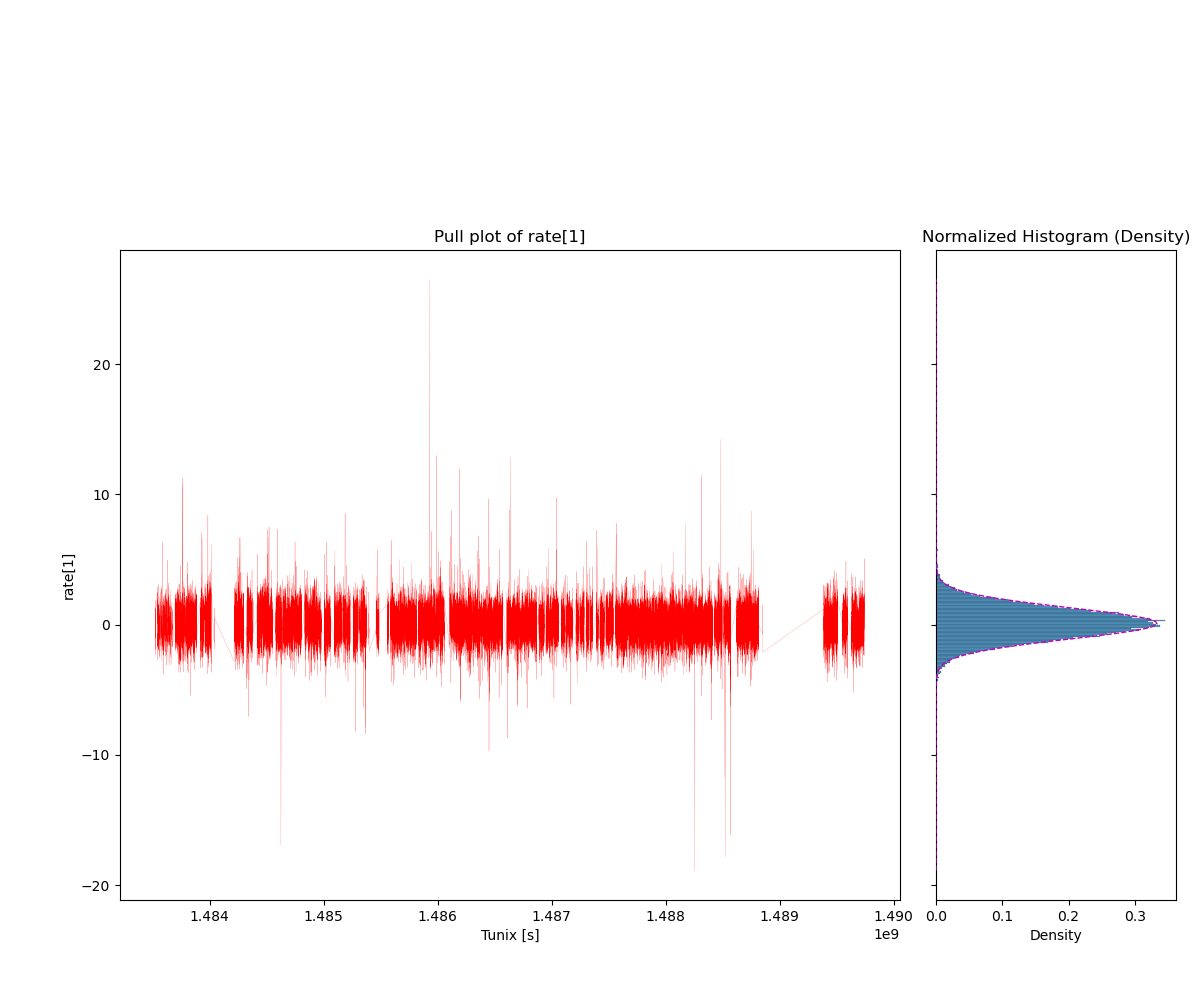 Pull plot of rate[1]
Normalized Histogram (Density)
rate[1]
20
10
0
−10
−20
1.484 1.485 1.486 1.487 1.488 1.489 1.490
1e9
Tunix [s]
0.0 0.1 0.2 0.3
Density